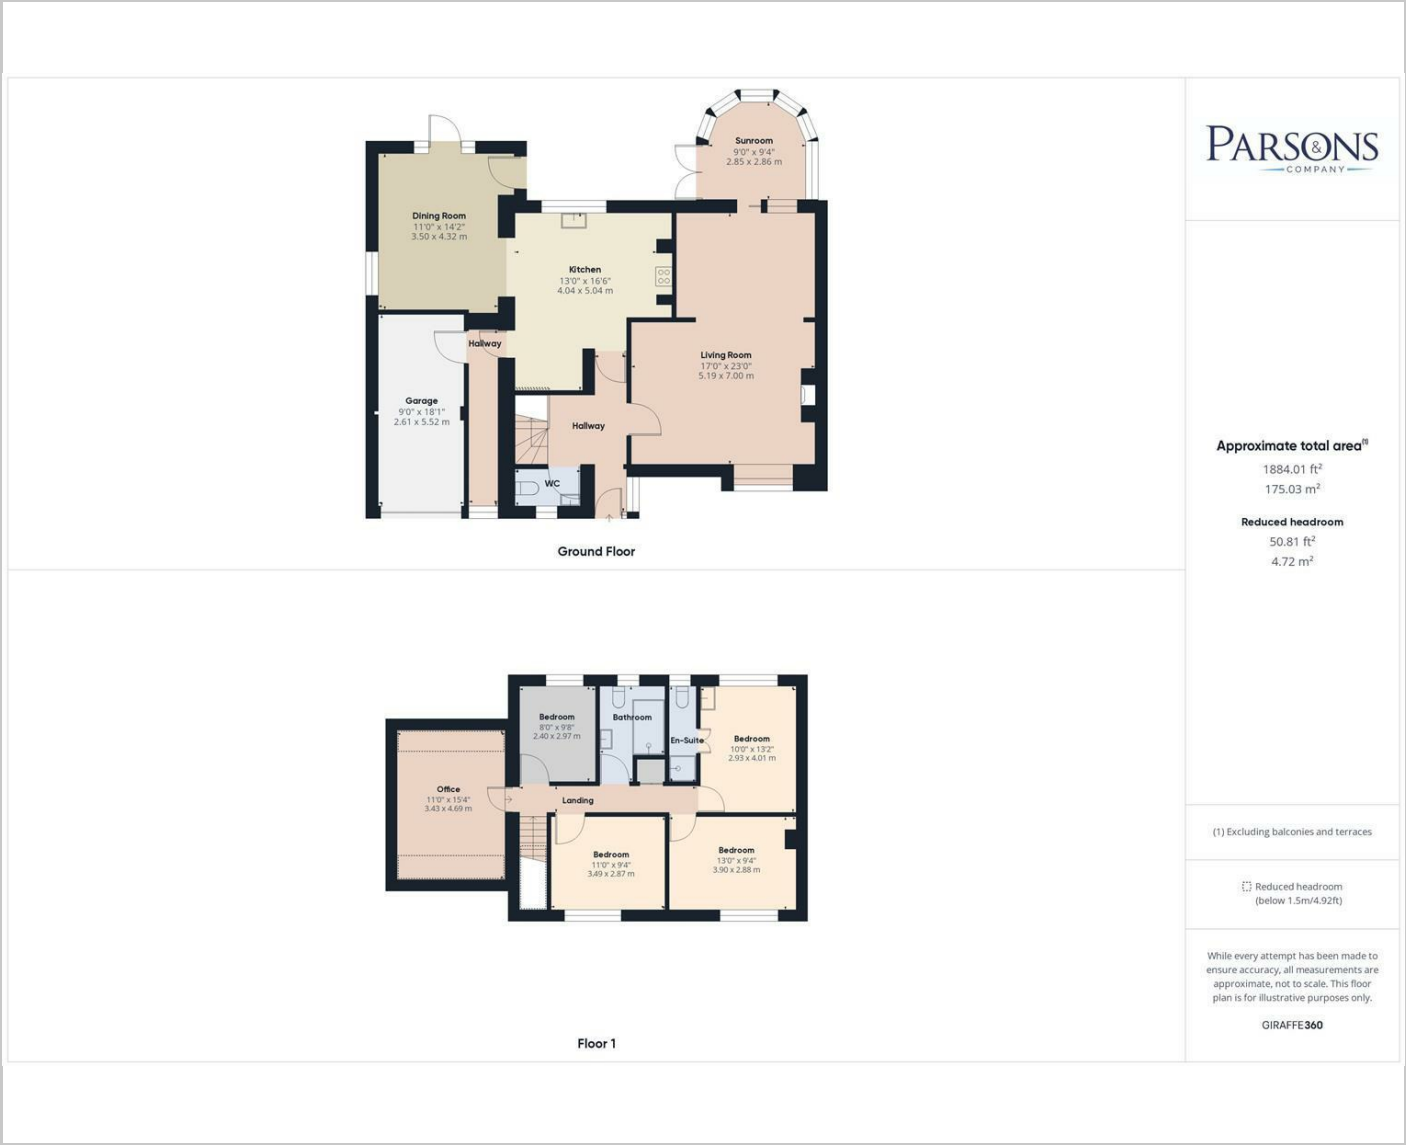 Sunroom
9'0" x 9'4"
2.85 x 2.86 m
Dining Room
11'0" x 14'2"
3.50 x 4.32 m
Kitchen
13'0" x 16'6"
4.04 x 5.04 m
Hallway
Living Room
17'0" x 23'0"
5.19 x 7.00 m
Garage
9'0" x 18'1"
2.61 x 5.52 m
Hallway
WC
Ground Floor
Bedroom
8'0" x 9'8"
2.40 x 2.97 m
Bathroom
En-Suite
Bedroom
10'0" x 13'2"
2.93 x 4.01 m
Office
11'0" x 15'4"
3.43 x 4.69 m
Landing
Bedroom
11'0" x 9'4"
3.49 x 2.87 m
Bedroom
13'0" x 9'4"
3.90 x 2.88 m
Floor 1
PARSONS
&
COMPANY
Approximate total area(1)
1884.01 ft²
175.03 m²
Reduced headroom
50.81 ft²
4.72 m²
(1) Excluding balconies and terraces
Reduced headroom
(below 1.5m/4.92ft)
While every attempt has been made to
ensure accuracy, all measurements are
approximate, not to scale. This floor
plan is for illustrative purposes only.
GIRAFFE360